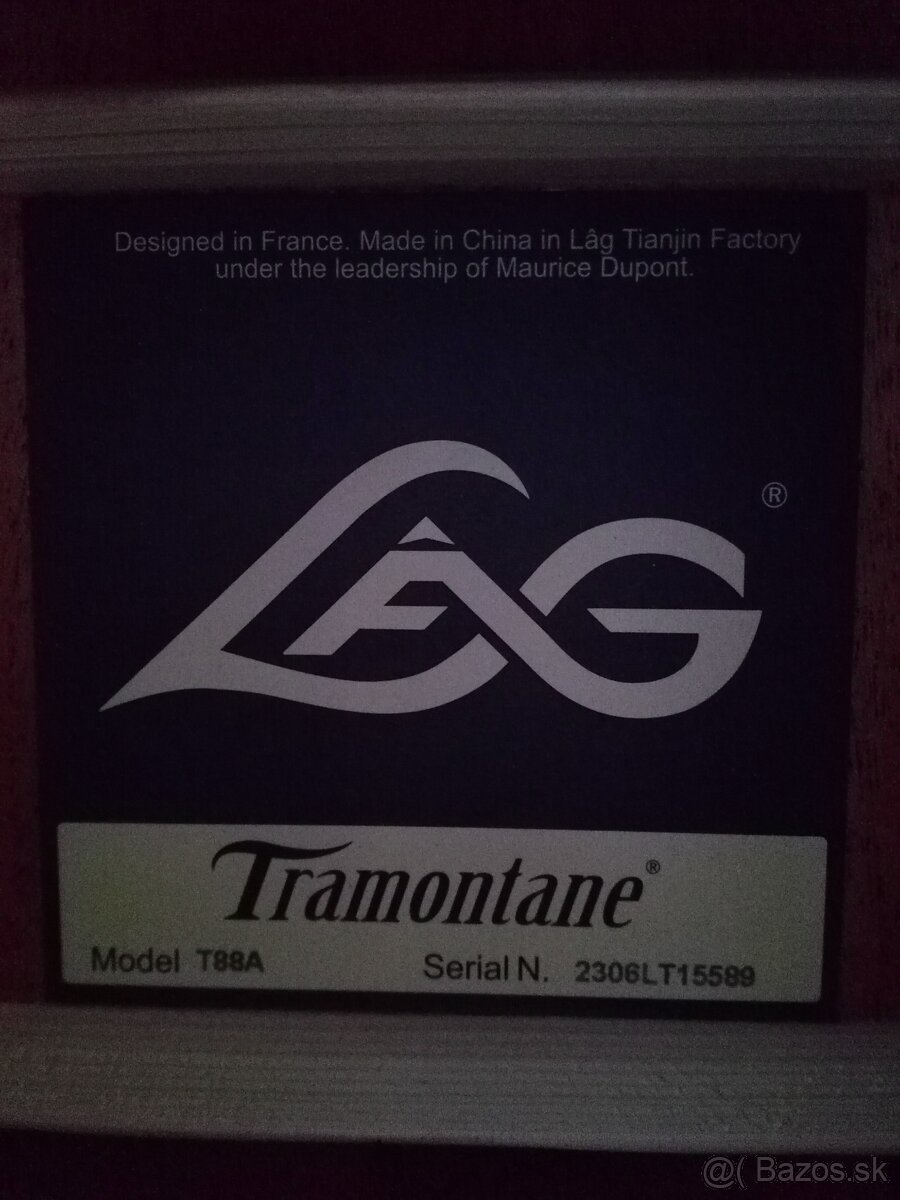 Designed in France. Made in China in Lâg Tianjin Factory
under the leadership of Maurice Dupont.
LÂG ®
Tramontane®
Model T88A Serial N. 2306LT15589
@( Bazos.sk